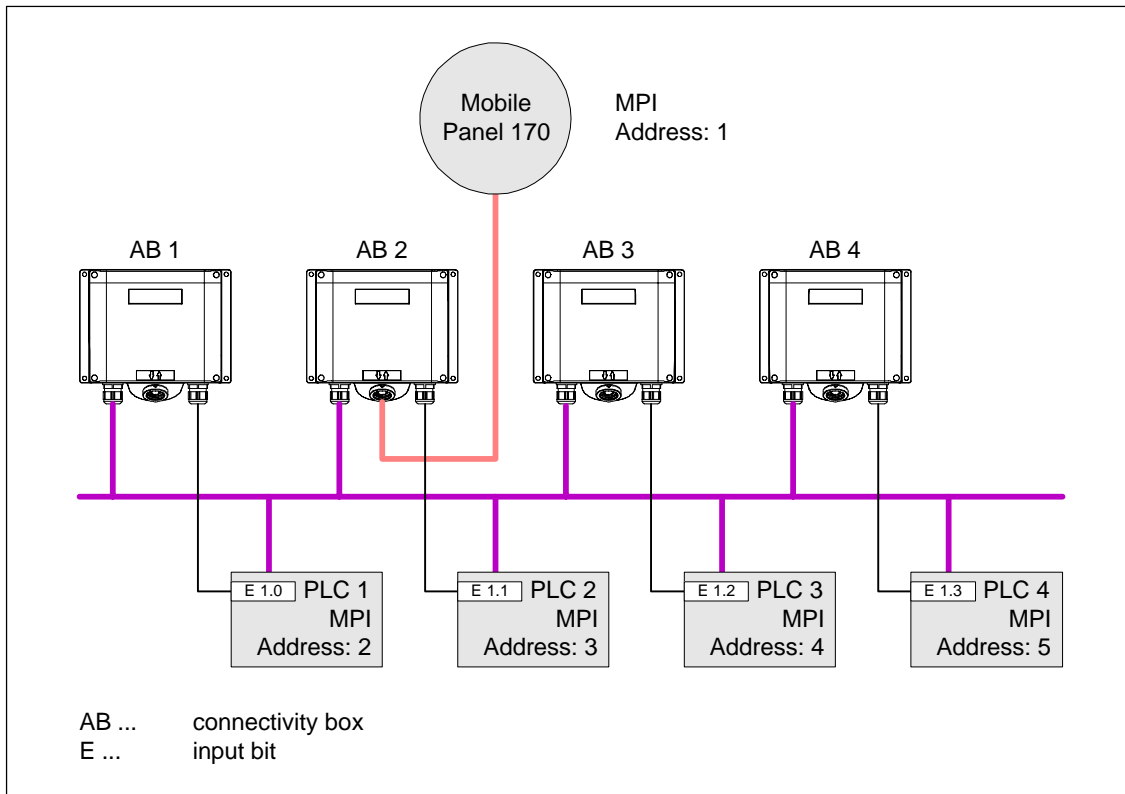 Mobile
Panel 170
MPI
Address: 1
AB 1
AB 2
AB 3
AB 4
E 1.0 PLC 1
MPI
Address: 2
E 1.1 PLC 2
MPI
Address: 3
E 1.2 PLC 3
MPI
Address: 4
E 1.3 PLC 4
MPI
Address: 5
AB ... connectivity box
E ... input bit